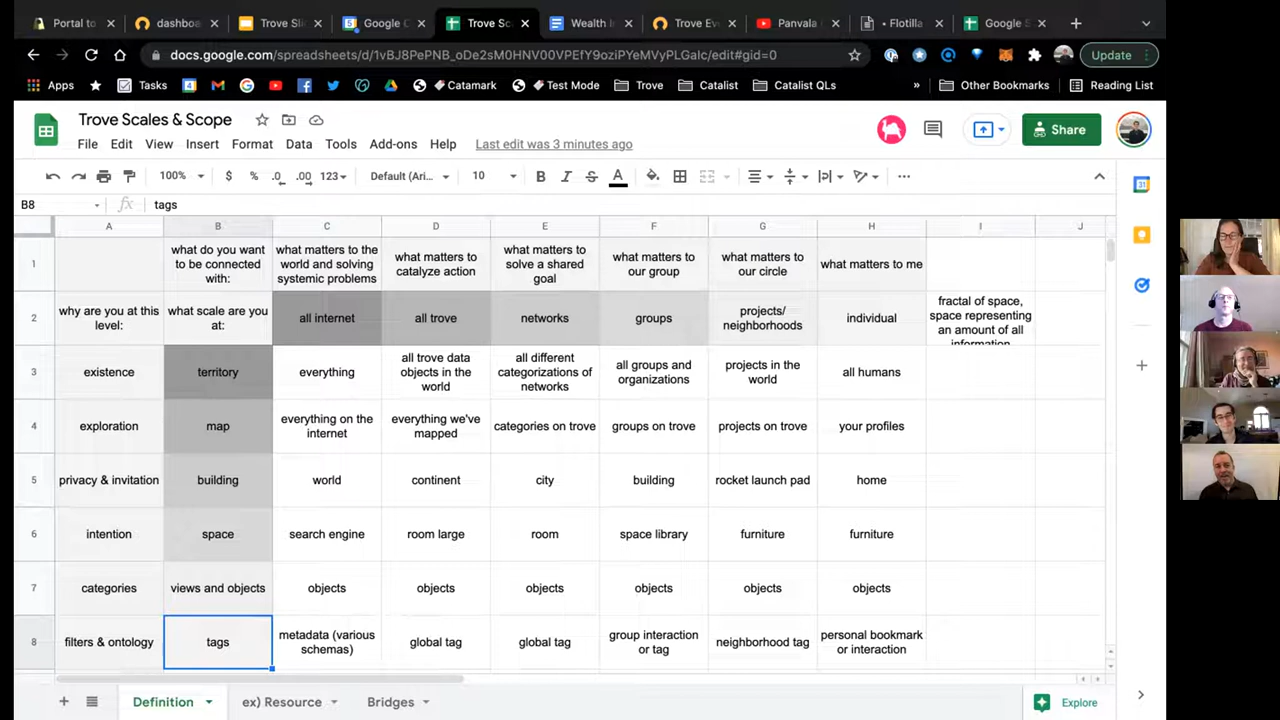 Portal to
dashboa
Trove Sli
Google C
Trove Sc
Wealth In
Trove Ev
Panvala
• Flotilla
Google S
docs.google.com/spreadsheets/d/1vBJ8PePNB_oDe2sM0HNV00VPEfY9oziPYeMVyPLGaIc/edit#gid=0
Update
Apps
Tasks
Catamark
Test Mode
Trove
Catalist
Catalist QLs
»
Other Bookmarks
Reading List
Trove Scales & Scope
File Edit View Insert Format Data Tools Add-ons Help Last edit was 3 minutes ago
Share
100% $ % .0 .00 123 Default (Ari... 10 B I S A
B8 fx tags
A B C D E F G H I J
1
what do you want
to be connected
with:
what matters to the
world and solving
systemic problems
what matters to
catalyze action
what matters to
solve a shared
goal
what matters to
our group
what matters to
our circle
what matters to me
2
why are you at this
level:
what scale are you
at:
all internet
all trove
networks
groups
projects/
neighborhoods
individual
fractal of space,
space representing
an amount of all
information
3
existence
territory
everything
all trove data
objects in the
world
all different
categorizations of
networks
all groups and
organizations
projects in the
world
all humans
4
exploration
map
everything on the
internet
everything we've
mapped
categories on trove
groups on trove
projects on trove
your profiles
5
privacy & invitation
building
world
continent
city
building
rocket launch pad
home
6
intention
space
search engine
room large
room
space library
furniture
furniture
7
categories
views and objects
objects
objects
objects
objects
objects
objects
8
filters & ontology
tags
metadata (various
schemas)
global tag
global tag
group interaction
or tag
neighborhood tag
personal bookmark
or interaction
Definition
ex) Resource
Bridges
Explore